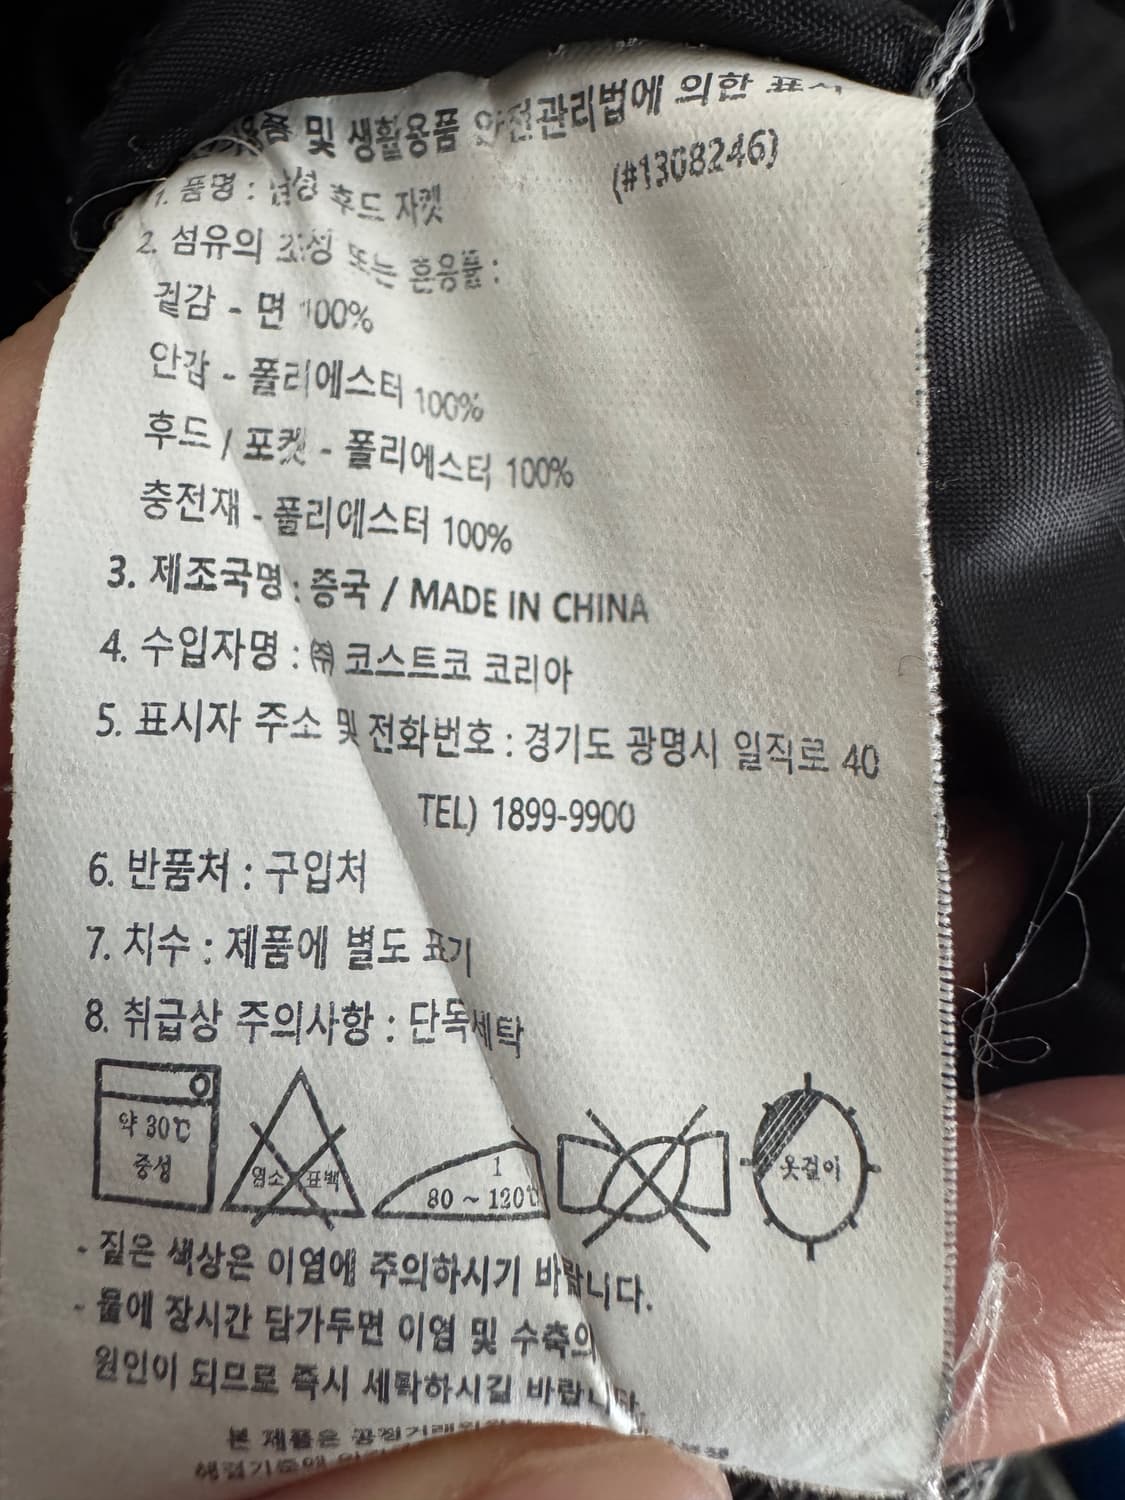 및 생활용품 안전관리법에 의한 표시
(#1308246)
1. 품명 : 남성 후드 자켓
2. 섬유의 조성 또는 혼용률 :
겉감 - 면 100%
안감 - 폴리에스터 100%
후드 / 포켓 - 폴리에스터 100%
충전재 - 폴리에스터 100%
3. 제조국명 : 중국 / MADE IN CHINA
4. 수입자명 : ㈜ 코스트코 코리아
5. 표시자 주소 및 전화번호 : 경기도 광명시 일직로 40
TEL) 1899-9900
6. 반품처 : 구입처
7. 치수 : 제품에 별도 표기
8. 취급상 주의사항 : 단독세탁
약 30℃
중성
염소 표백
1
80 ~ 120℃
옷걸이
- 짙은 색상은 이염에 주의하시기 바랍니다.
- 물에 장시간 담가두면 이염 및 수축의
원인이 되므로 즉시 세탁하시길 바랍니다.
본 제품은